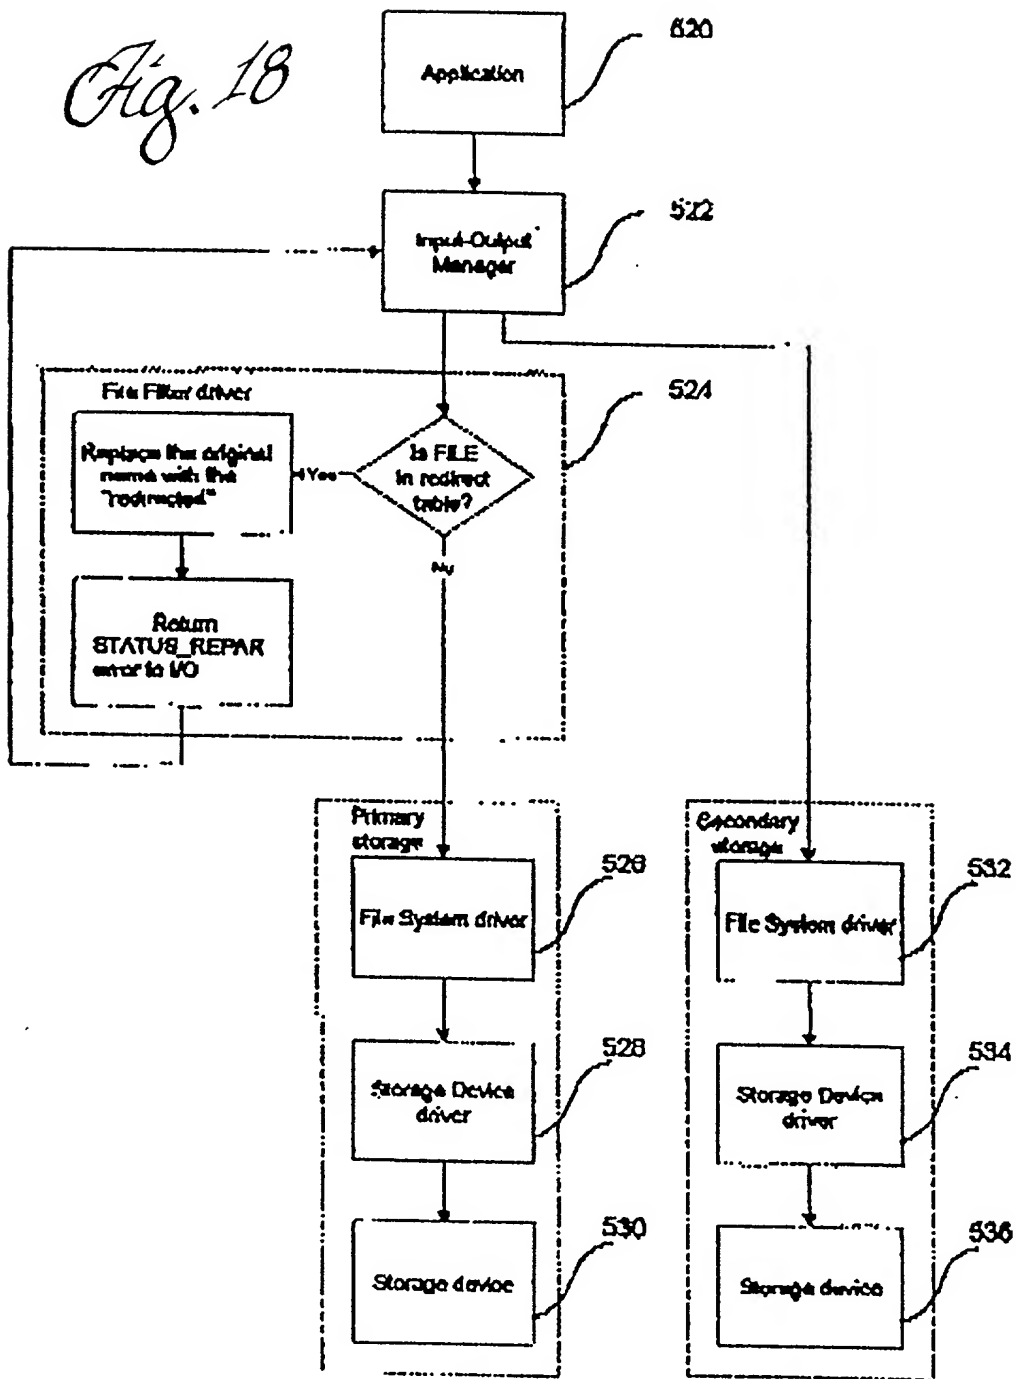 Fig. 18
Application
520
Input-Output
Manager
522
File Filter driver
524
Replace the original
name with the
"redirected"
Yes
Is FILE
in redirect
table?
No
Return
STATUS_REPAR
error to I/O
Primary
storage
File System driver
526
Storage Device
driver
528
Storage device
530
Secondary
storage
File System driver
532
Storage Device
driver
534
Storage device
536